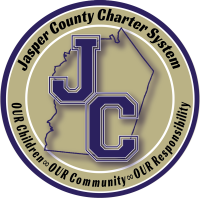 Jasper County Charter System
JC
OUR Children∞OUR Community∞OUR Responsibility